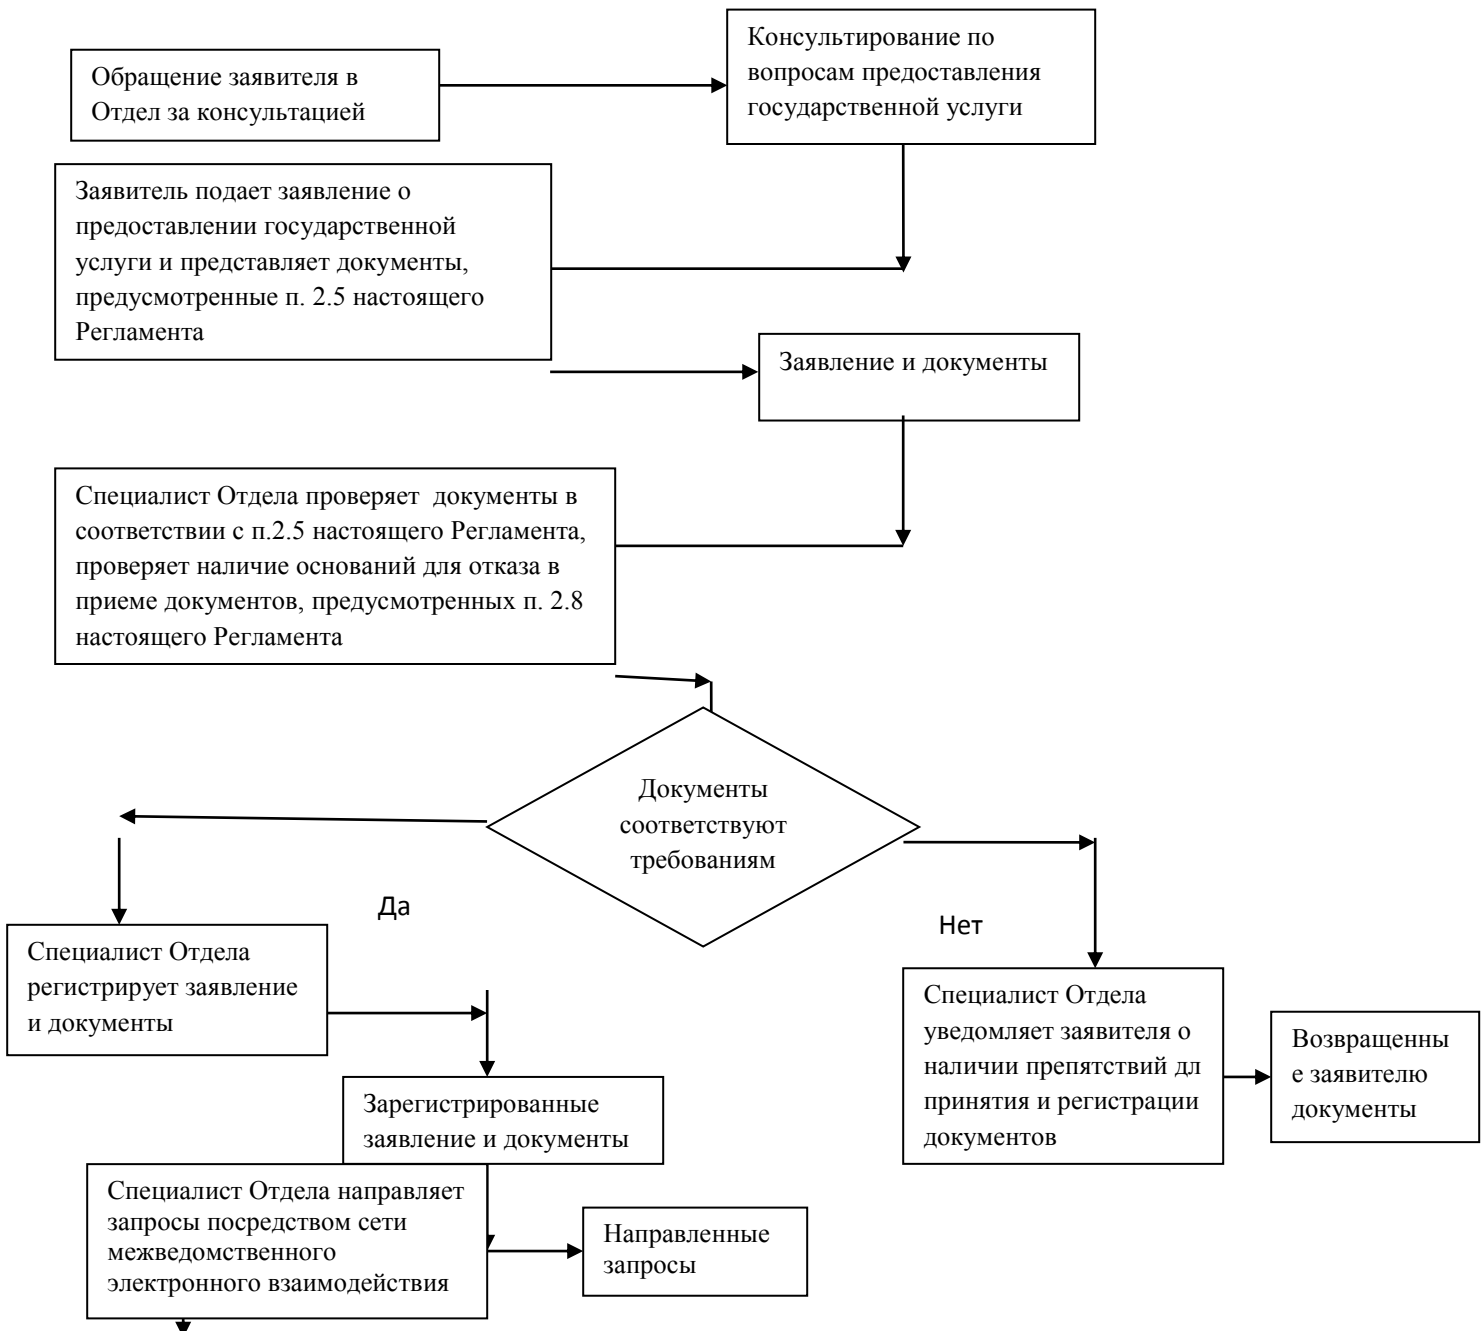 Обращение заявителя в
Отдел за консультацией
Консультирование по
вопросам предоставления
государственной услуги
Заявитель подает заявление о
предоставлении государственной
услуги и представляет документы,
предусмотренные п. 2.5 настоящего
Регламента
Заявление и документы
Специалист Отдела проверяет  документы в
соответствии с п.2.5 настоящего Регламента,
проверяет наличие оснований для отказа в
приеме документов, предусмотренных п. 2.8
настоящего Регламента
Документы
соответствуют
требованиям
Да
Нет
Специалист Отдела
регистрирует заявление
и документы
Специалист Отдела
уведомляет заявителя о
наличии препятствий дл
принятия и регистрации
документов
Возвращенны
е заявителю
документы
Зарегистрированные
заявление и документы
Специалист Отдела направляет
запросы посредством сети
межведомственного
электронного взаимодействия
Направленные
запросы